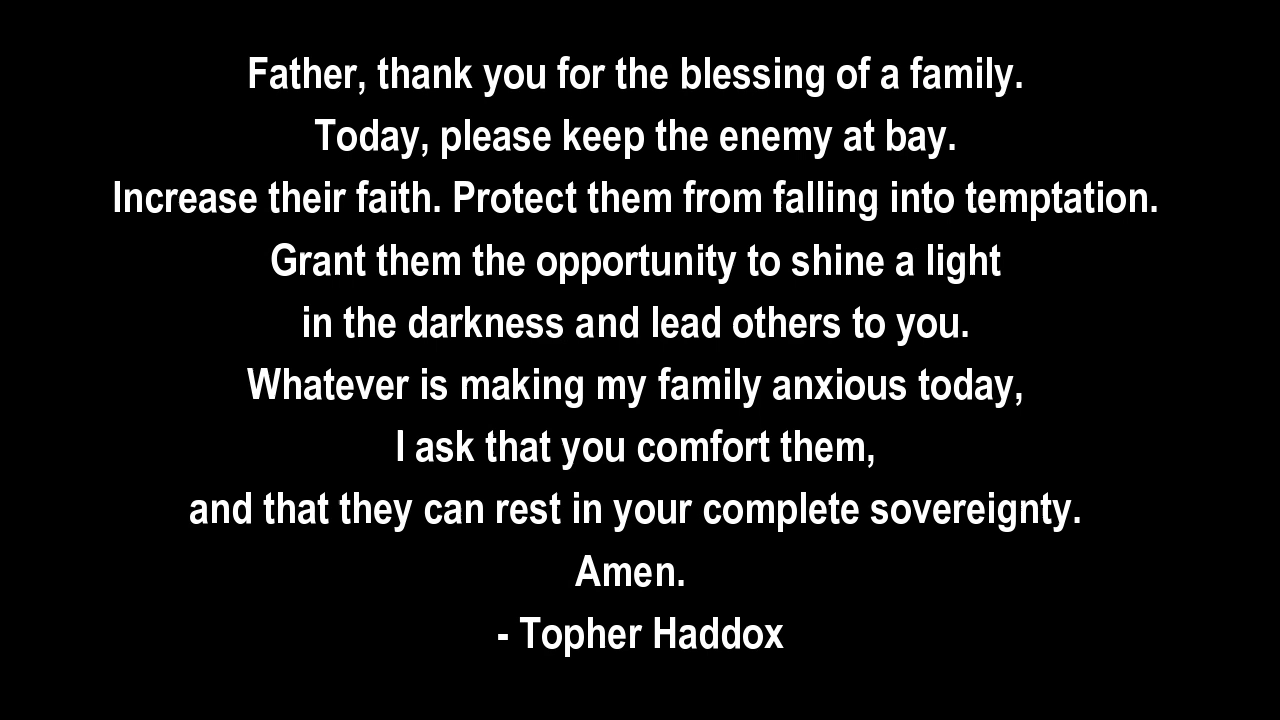 Father, thank you for the blessing of a family.
Today, please keep the enemy at bay.
Increase their faith. Protect them from falling into temptation.
Grant them the opportunity to shine a light
in the darkness and lead others to you.
Whatever is making my family anxious today,
I ask that you comfort them,
and that they can rest in your complete sovereignty.
Amen.
- Topher Haddox